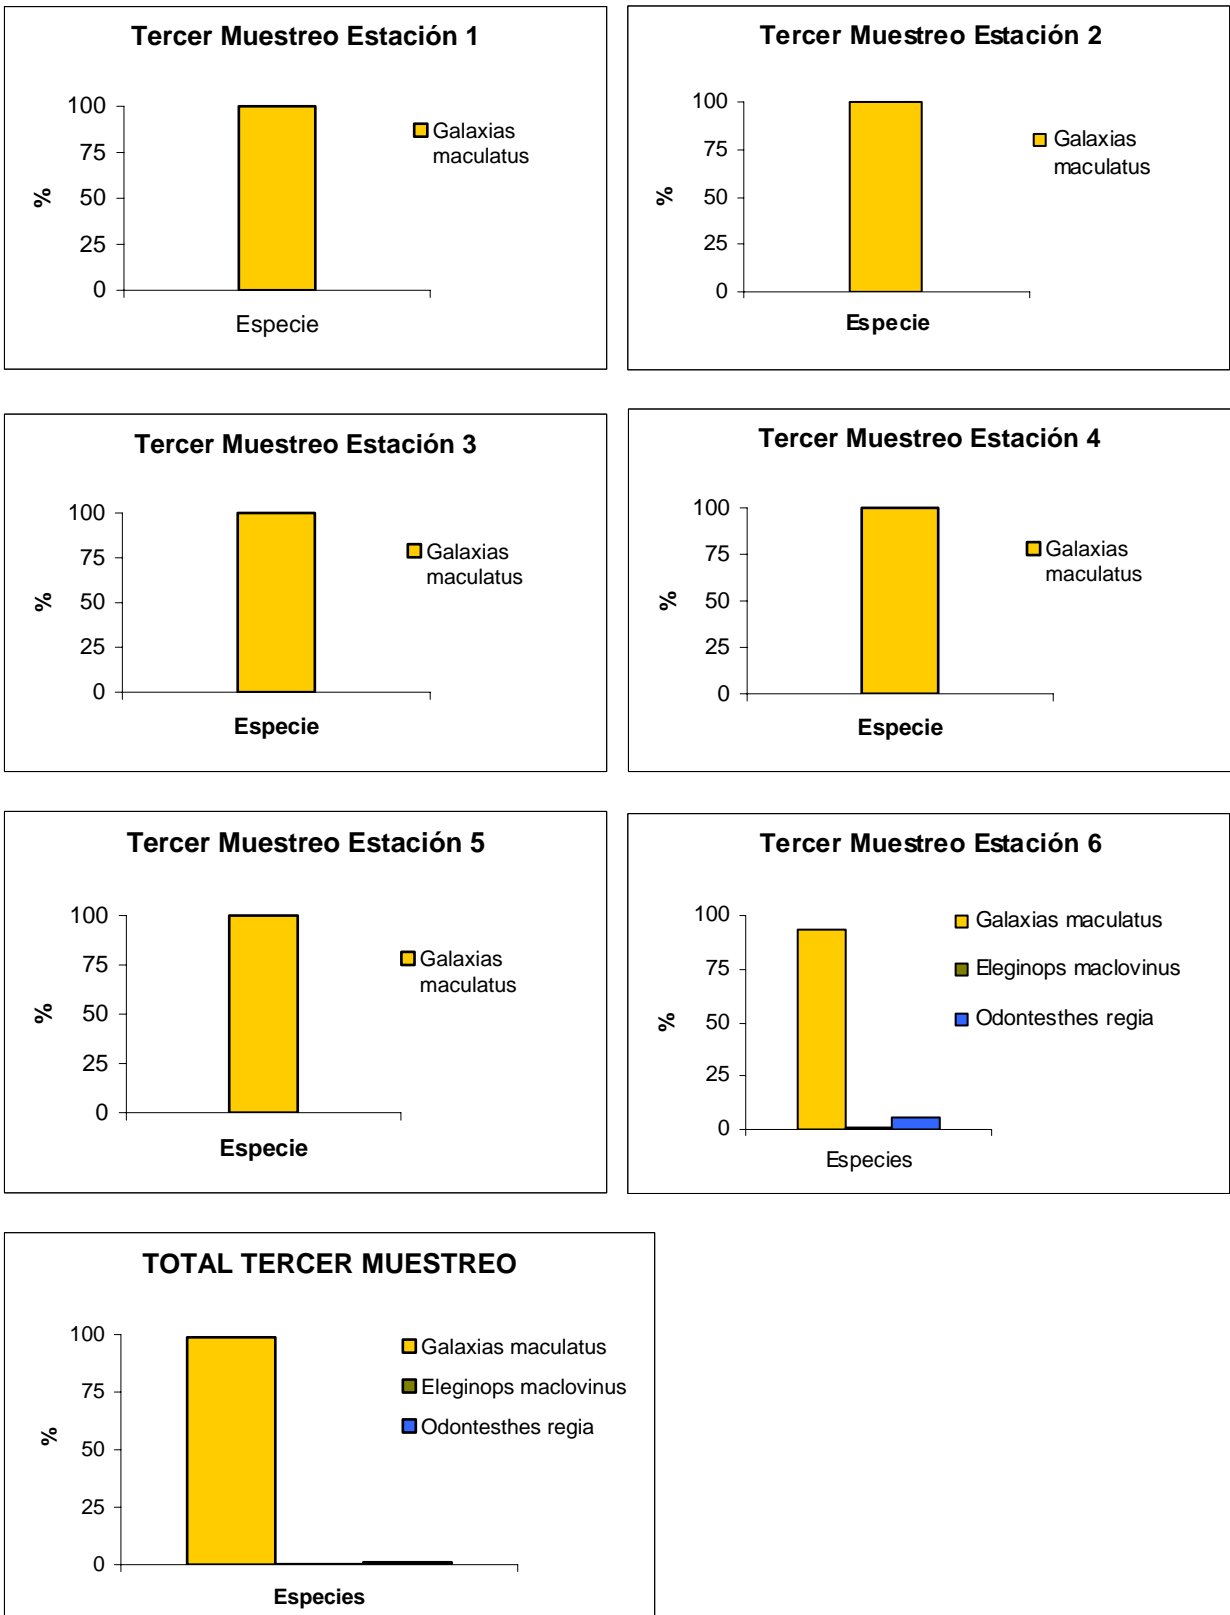 Tercer Muestreo Estación 1
100
75
50
25
0
%
Especie
Galaxias
maculatus
Tercer Muestreo Estación 2
100
75
50
25
0
%
Especie
Galaxias
maculatus
Tercer Muestreo Estación 3
100
75
50
25
0
%
Especie
Galaxias
maculatus
Tercer Muestreo Estación 4
100
75
50
25
0
%
Especie
Galaxias
maculatus
Tercer Muestreo Estación 5
100
75
50
25
0
%
Especie
Galaxias
maculatus
Tercer Muestreo Estación 6
100
75
50
25
0
%
Especies
Galaxias maculatus
Eleginops maclovinus
Odontesthes regia
TOTAL TERCER MUESTREO
100
75
50
25
0
%
Especies
Galaxias maculatus
Eleginops maclovinus
Odontesthes regia